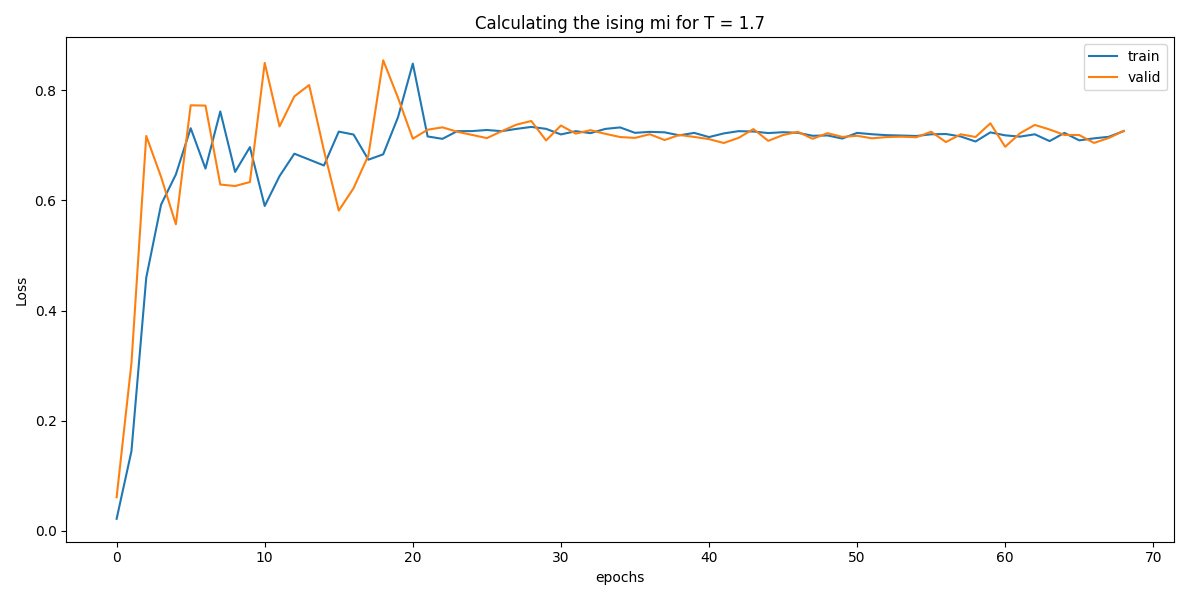 Calculating the ising mi for T = 1.7
train
valid
Loss
0.8
0.6
0.4
0.2
0.0
0 10 20 30 40 50 60 70
epochs